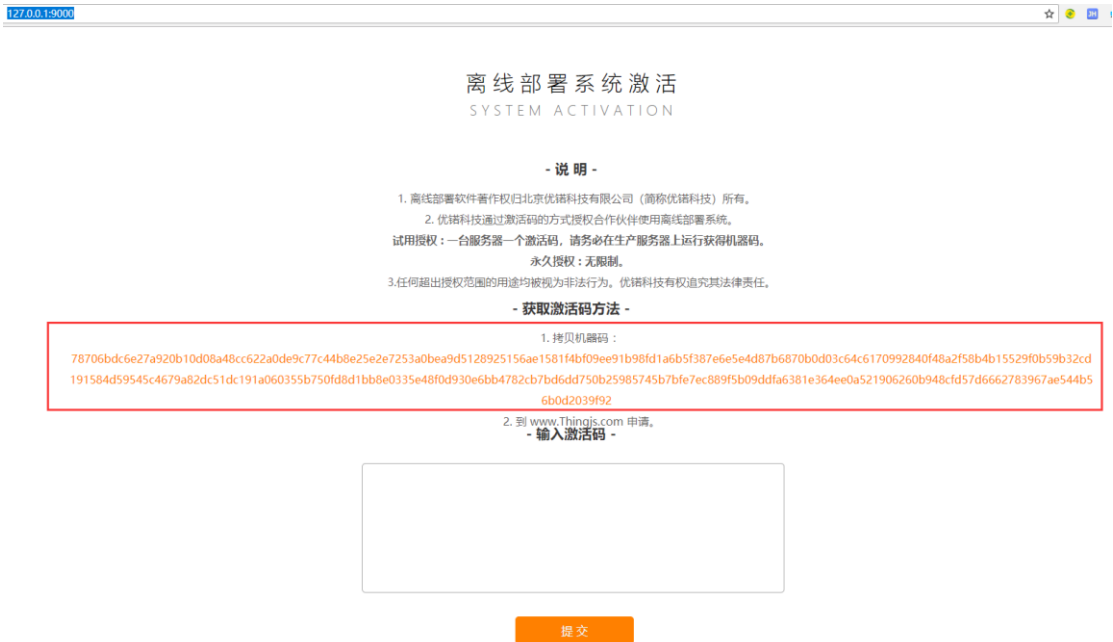 127.0.0.1:9000
JH
离线部署系统激活
SYSTEM ACTIVATION
- 说 明 -
1. 离线部署软件著作权归北京优锘科技有限公司（简称优锘科技）所有。
2. 优锘科技通过激活码的方式授权合作伙伴使用离线部署系统。
试用授权：一台服务器一个激活码，请务必在生产服务器上运行获得机器码。
永久授权：无限制。
3.任何超出授权范围的用途均被视为非法行为。优锘科技有权追究其法律责任。
- 获取激活码方法 -
1. 拷贝机器码：
78706bdc6e27a920b10d08a48cc622a0de9c77c44b8e25e2e7253a0bea9d5128925156ae1581f4bf09ee91b98fd1a6b5f387e6e5e4d87b6870b0d03c64c6170992840f48a2f58b4b15529f0b59b32cd
191584d59545c4679a82dc51dc191a060355b750fd8d1bb8e0335e48f0d930e6bb4782cb7bd6dd750b25985745b7bfe7ec889f5b09ddfa6381e364ee0a521906260b948cfd57d6662783967ae544b5
6b0d2039f92
2. 到 www.Thingjs.com 申请。
- 输入激活码 -
提 交